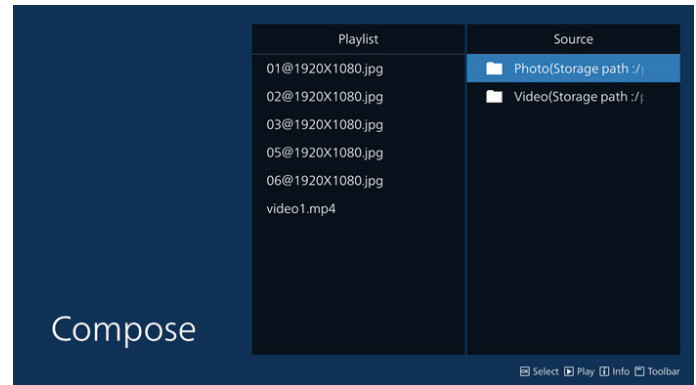 Playlist
01@1920X1080.jpg
02@1920X1080.jpg
03@1920X1080.jpg
05@1920X1080.jpg
06@1920X1080.jpg
video1.mp4
Source
Photo(Storage path :/
Video(Storage path :/
Compose
OK Select Play i Info Toolbar